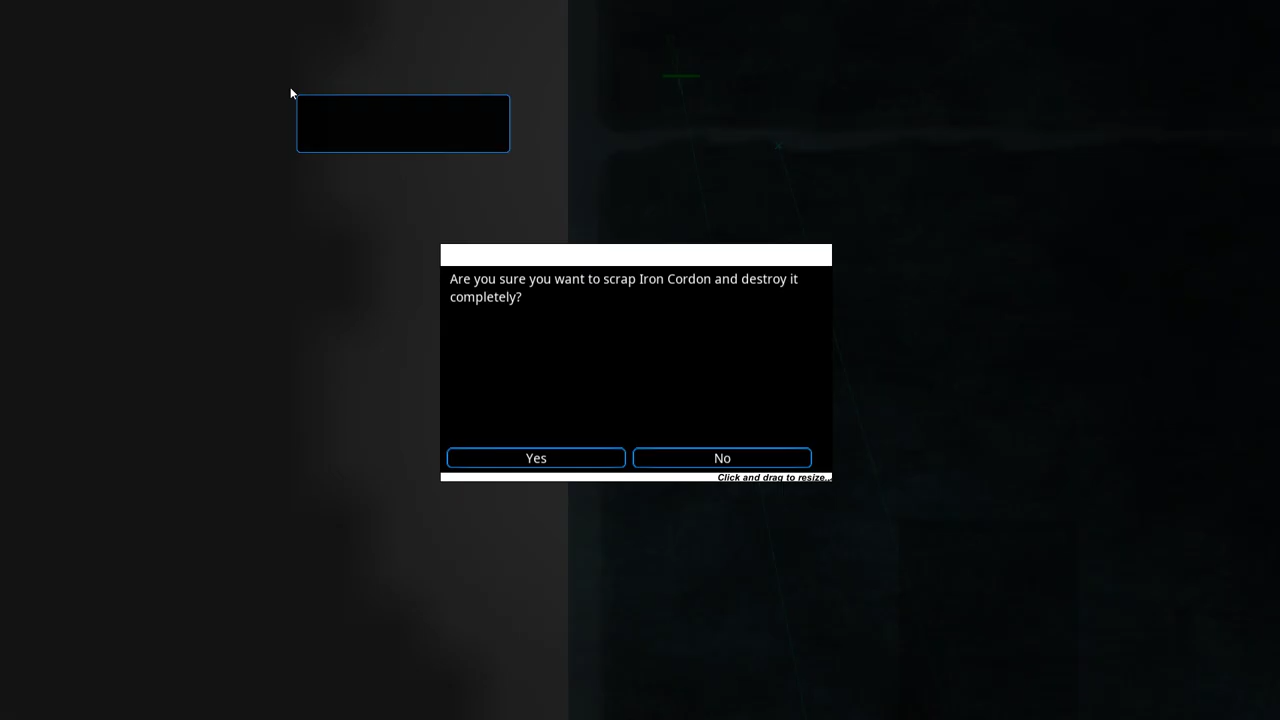 Are you sure you want to scrap Iron Cordon and destroy it
completely?
Yes
No
Click and drag to resize..